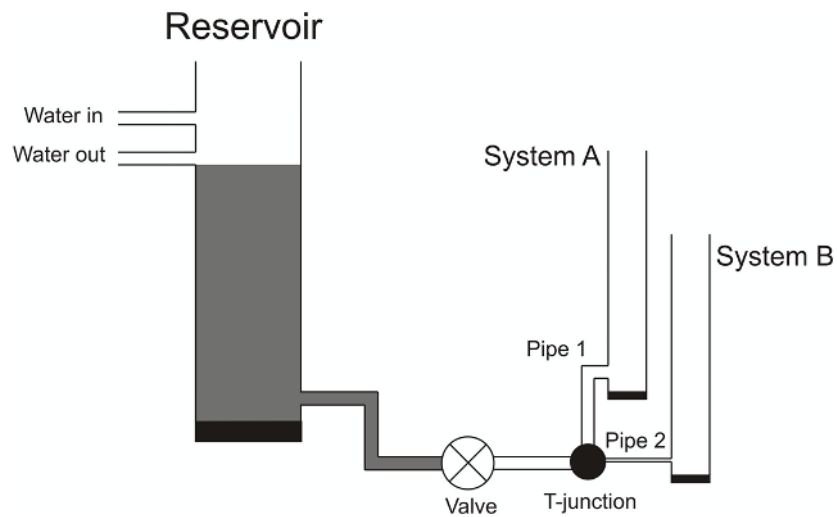 Reservoir
Water in
Water out
System A
System B
Pipe 1
Pipe 2
Valve
T-junction